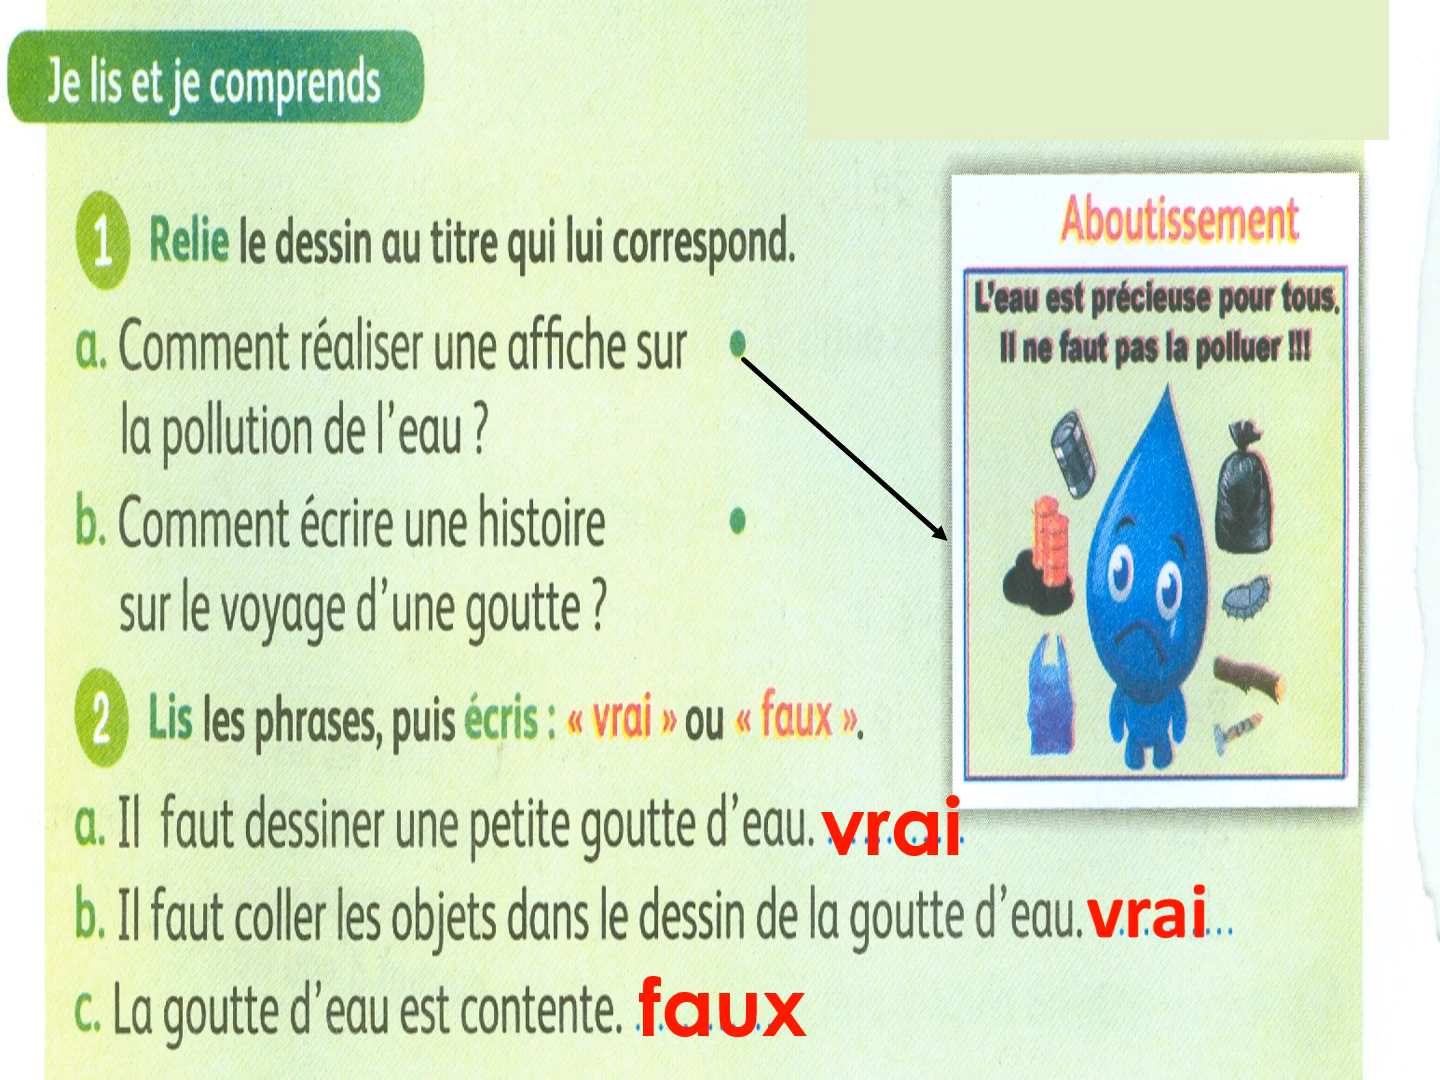 Je lis et je comprends
1 Relie le dessin au titre qui lui correspond.
a. Comment réaliser une affiche sur
la pollution de l'eau ?
b. Comment écrire une histoire
sur le voyage d'une goutte ?
Aboutissement
L'eau est précieuse pour tous.
Il ne faut pas la polluer !!!
2 Lis les phrases, puis écris : « vrai » ou « faux ».
a. Il faut dessiner une petite goutte d'eau. vrai
b. Il faut coller les objets dans le dessin de la goutte d'eau. vrai
c. La goutte d'eau est contente. faux